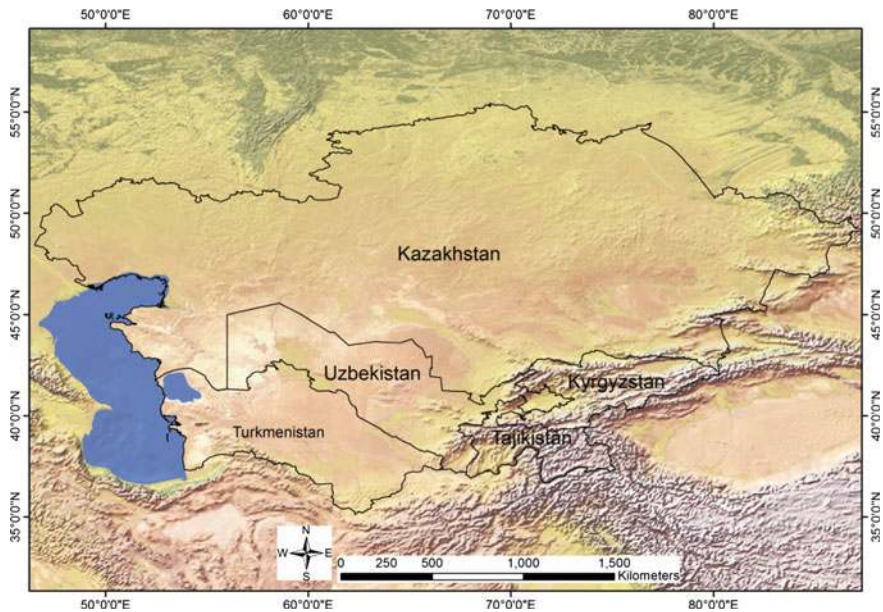 50°0'0"E 60°0'0"E 70°0'0"E 80°0'0"E
55°0'0"N 55°0'0"N
50°0'0"N 50°0'0"N
Kazakhstan
45°0'0"N 45°0'0"N
Uzbekistan
Kyrgyzstan
40°0'0"N 40°0'0"N
Turkmenistan
Tajikistan
35°0'0"N 35°0'0"N
N
W E
S
0 250 500 1,000 1,500
Kilometers
50°0'0"E 60°0'0"E 70°0'0"E 80°0'0"E